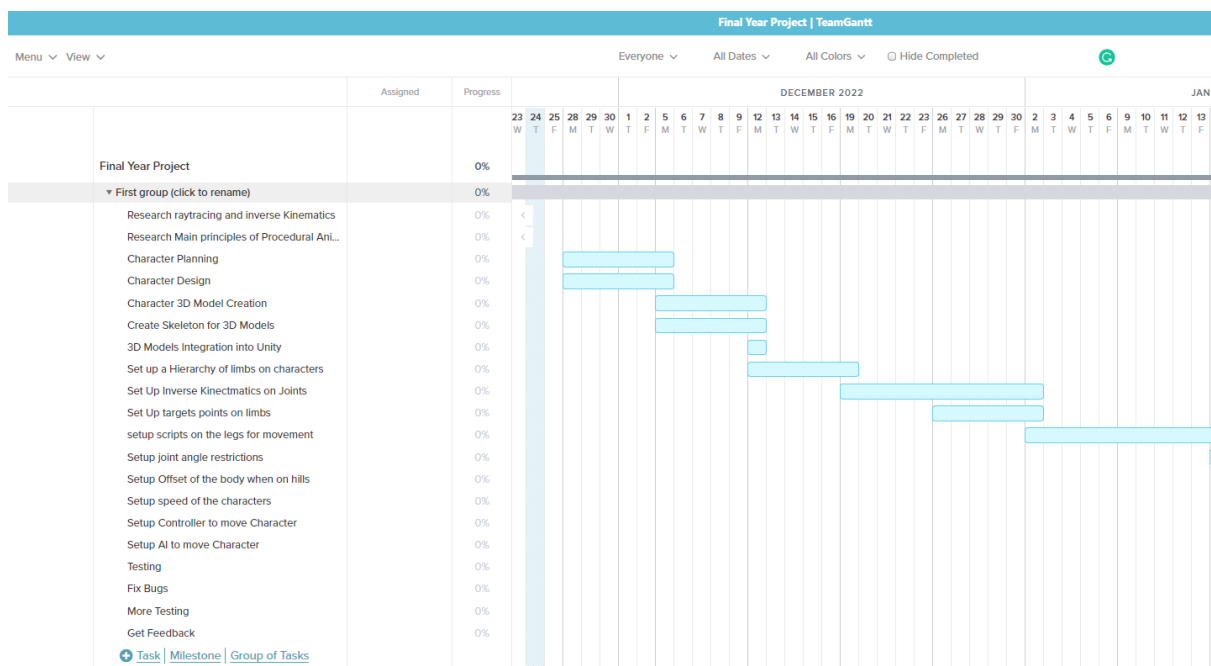 Final Year Project | TeamGantt
Menu View Everyone All Dates All Colors Hide Completed
Assigned Progress DECEMBER 2022 JAN
23 24 25 28 29 30 1 2 5 6 7 8 9 12 13 14 15 16 19 20 21 22 23 26 27 28 29 30 2 3 4 5 6 9 10 11 12 13
W T F M T W T F M T W T F M T W T F M T W T F M T W T F M T W T F M T W T F
Final Year Project 0%
First group (click to rename) 0%
Research raytracing and inverse Kinematics 0%
Research Main principles of Procedural Ani... 0%
Character Planning 0%
Character Design 0%
Character 3D Model Creation 0%
Create Skeleton for 3D Models 0%
3D Models Integration into Unity 0%
Set up a Hierarchy of limbs on characters 0%
Set Up Inverse Kinectmatics on Joints 0%
Set Up targets points on limbs 0%
setup scripts on the legs for movement 0%
Setup joint angle restrictions 0%
Setup Offset of the body when on hills 0%
Setup speed of the characters 0%
Setup Controller to move Character 0%
Setup AI to move Character 0%
Testing 0%
Fix Bugs 0%
More Testing 0%
Get Feedback 0%
Task | Milestone | Group of Tasks